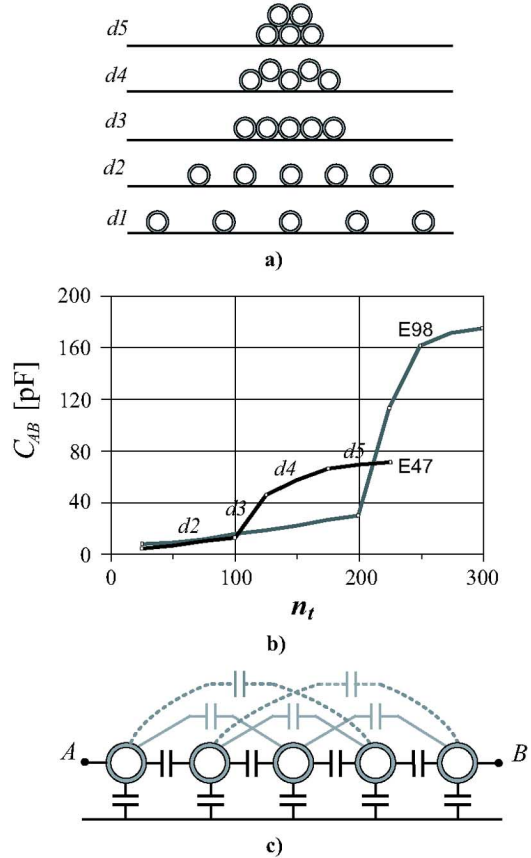 d5
d4
d3
d2
d1
a)
C_AB [pF]
200
160
120
80
40
0
E98
E47
d5
d4
d3
d2
0 100 200 300
n_t
b)
A B
c)